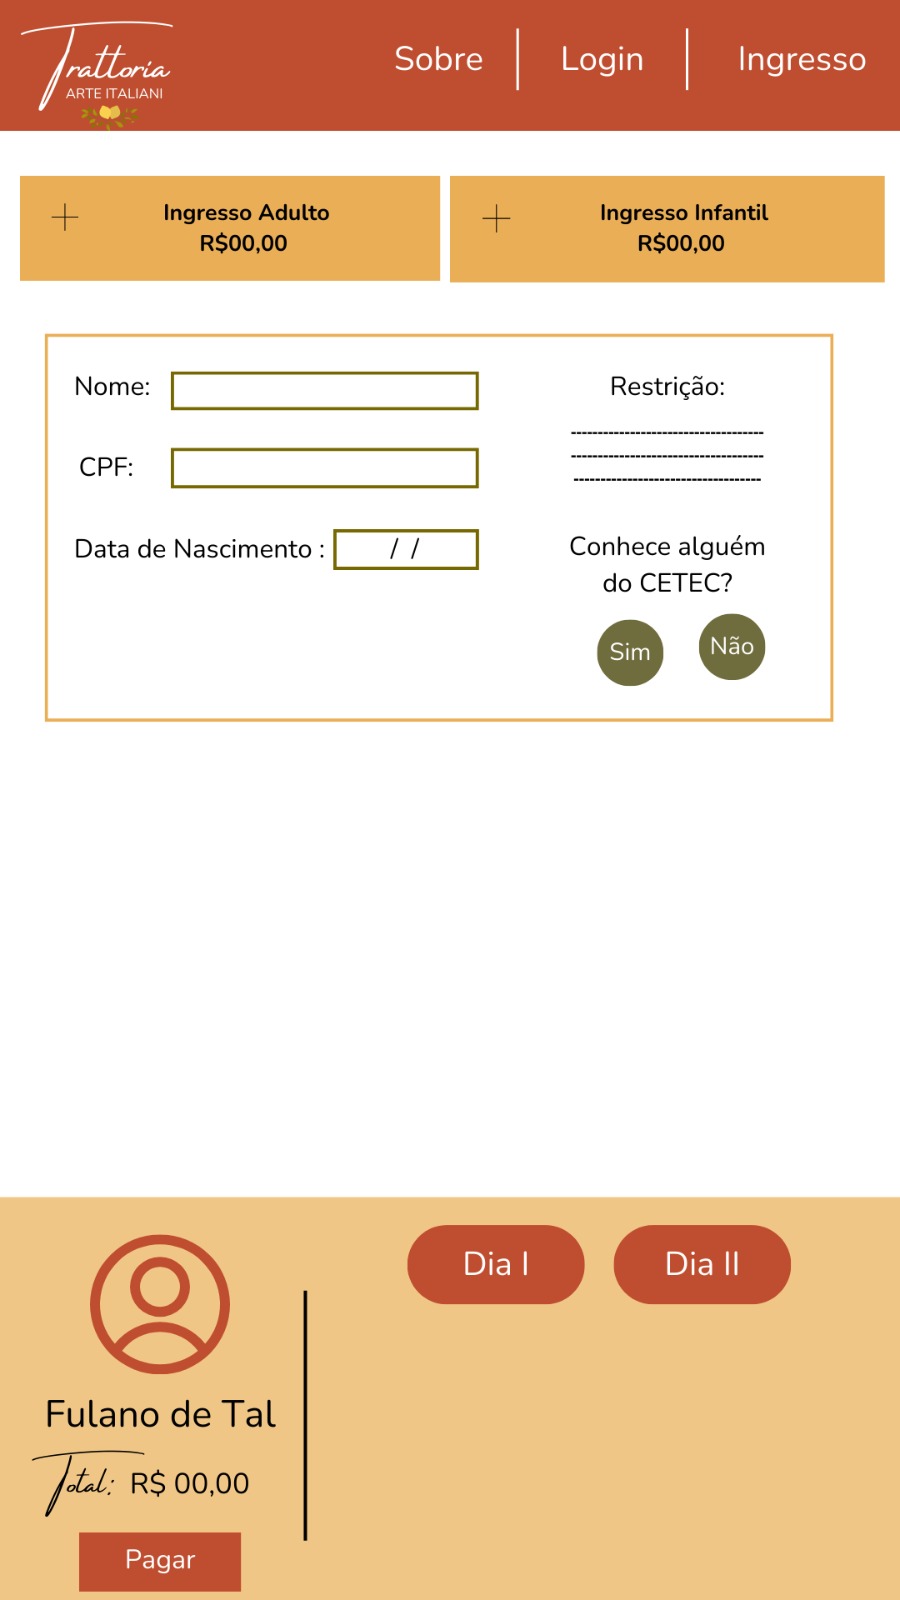 Trattoria
ARTE ITALIANI
Sobre
Login
Ingresso
Ingresso Adulto
R$00,00
Ingresso Infantil
R$00,00
Nome:
CPF:
Data de Nascimento :
/ /
Restrição:
------------------------------------
------------------------------------
-----------------------------------
Conhece alguém
do CETEC?
Sim
Não
Dia I
Dia II
Fulano de Tal
Total: R$ 00,00
Pagar